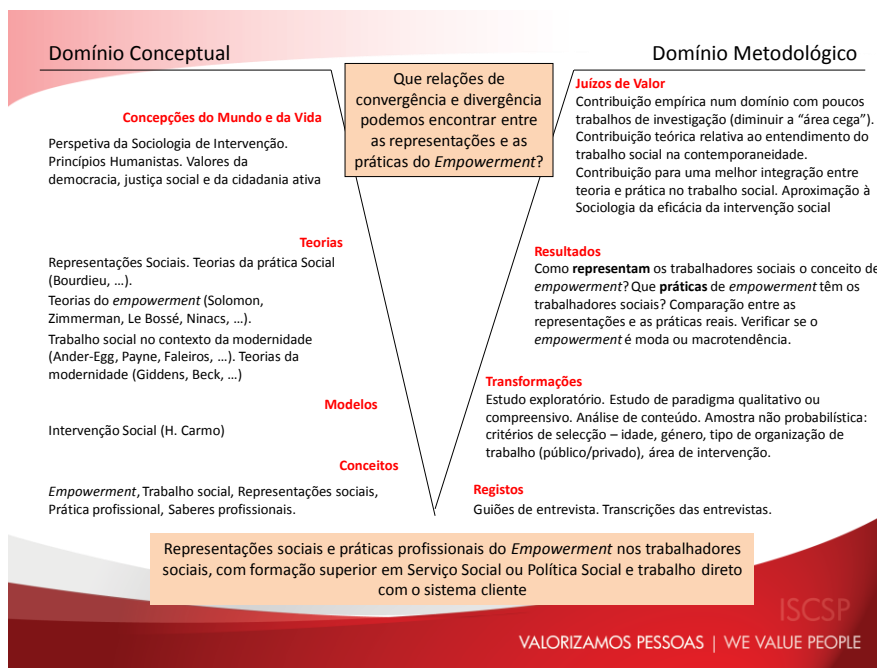 Domínio Conceptual
Domínio Metodológico
Que relações de
convergência e divergência
podemos encontrar entre
as representações e as
práticas do Empowerment?
Concepções do Mundo e da Vida
Perspetiva da Sociologia de Intervenção.
Princípios Humanistas. Valores da
democracia, justiça social e da cidadania ativa
Teorias
Representações Sociais. Teorias da prática Social
(Bourdieu, ...).
Teorias do empowerment (Solomon,
Zimmerman, Le Bossé, Ninacs, ...).
Trabalho social no contexto da modernidade
(Ander-Egg, Payne, Faleiros, ...). Teorias da
modernidade (Giddens, Beck, ...)
Modelos
Intervenção Social (H. Carmo)
Conceitos
Empowerment, Trabalho social, Representações sociais,
Prática profissional, Saberes profissionais.
Juízos de Valor
Contribuição empírica num domínio com poucos
trabalhos de investigação (diminuir a “área cega”).
Contribuição teórica relativa ao entendimento do
trabalho social na contemporaneidade.
Contribuição para uma melhor integração entre
teoria e prática no trabalho social. Aproximação à
Sociologia da eficácia da intervenção social
Resultados
Como representam os trabalhadores sociais o conceito de
empowerment? Que práticas de empowerment têm os
trabalhadores sociais? Comparação entre as
representações e as práticas reais. Verificar se o
empowerment é moda ou macrotendência.
Transformações
Estudo exploratório. Estudo de paradigma qualitativo ou
compreensivo. Análise de conteúdo. Amostra não probabilística:
critérios de selecção – idade, género, tipo de organização de
trabalho (público/privado), área de intervenção.
Registos
Guiões de entrevista. Transcrições das entrevistas.
Representações sociais e práticas profissionais do Empowerment nos trabalhadores
sociais, com formação superior em Serviço Social ou Política Social e trabalho direto
com o sistema cliente
ISCSP
VALORIZAMOS PESSOAS | WE VALUE PEOPLE